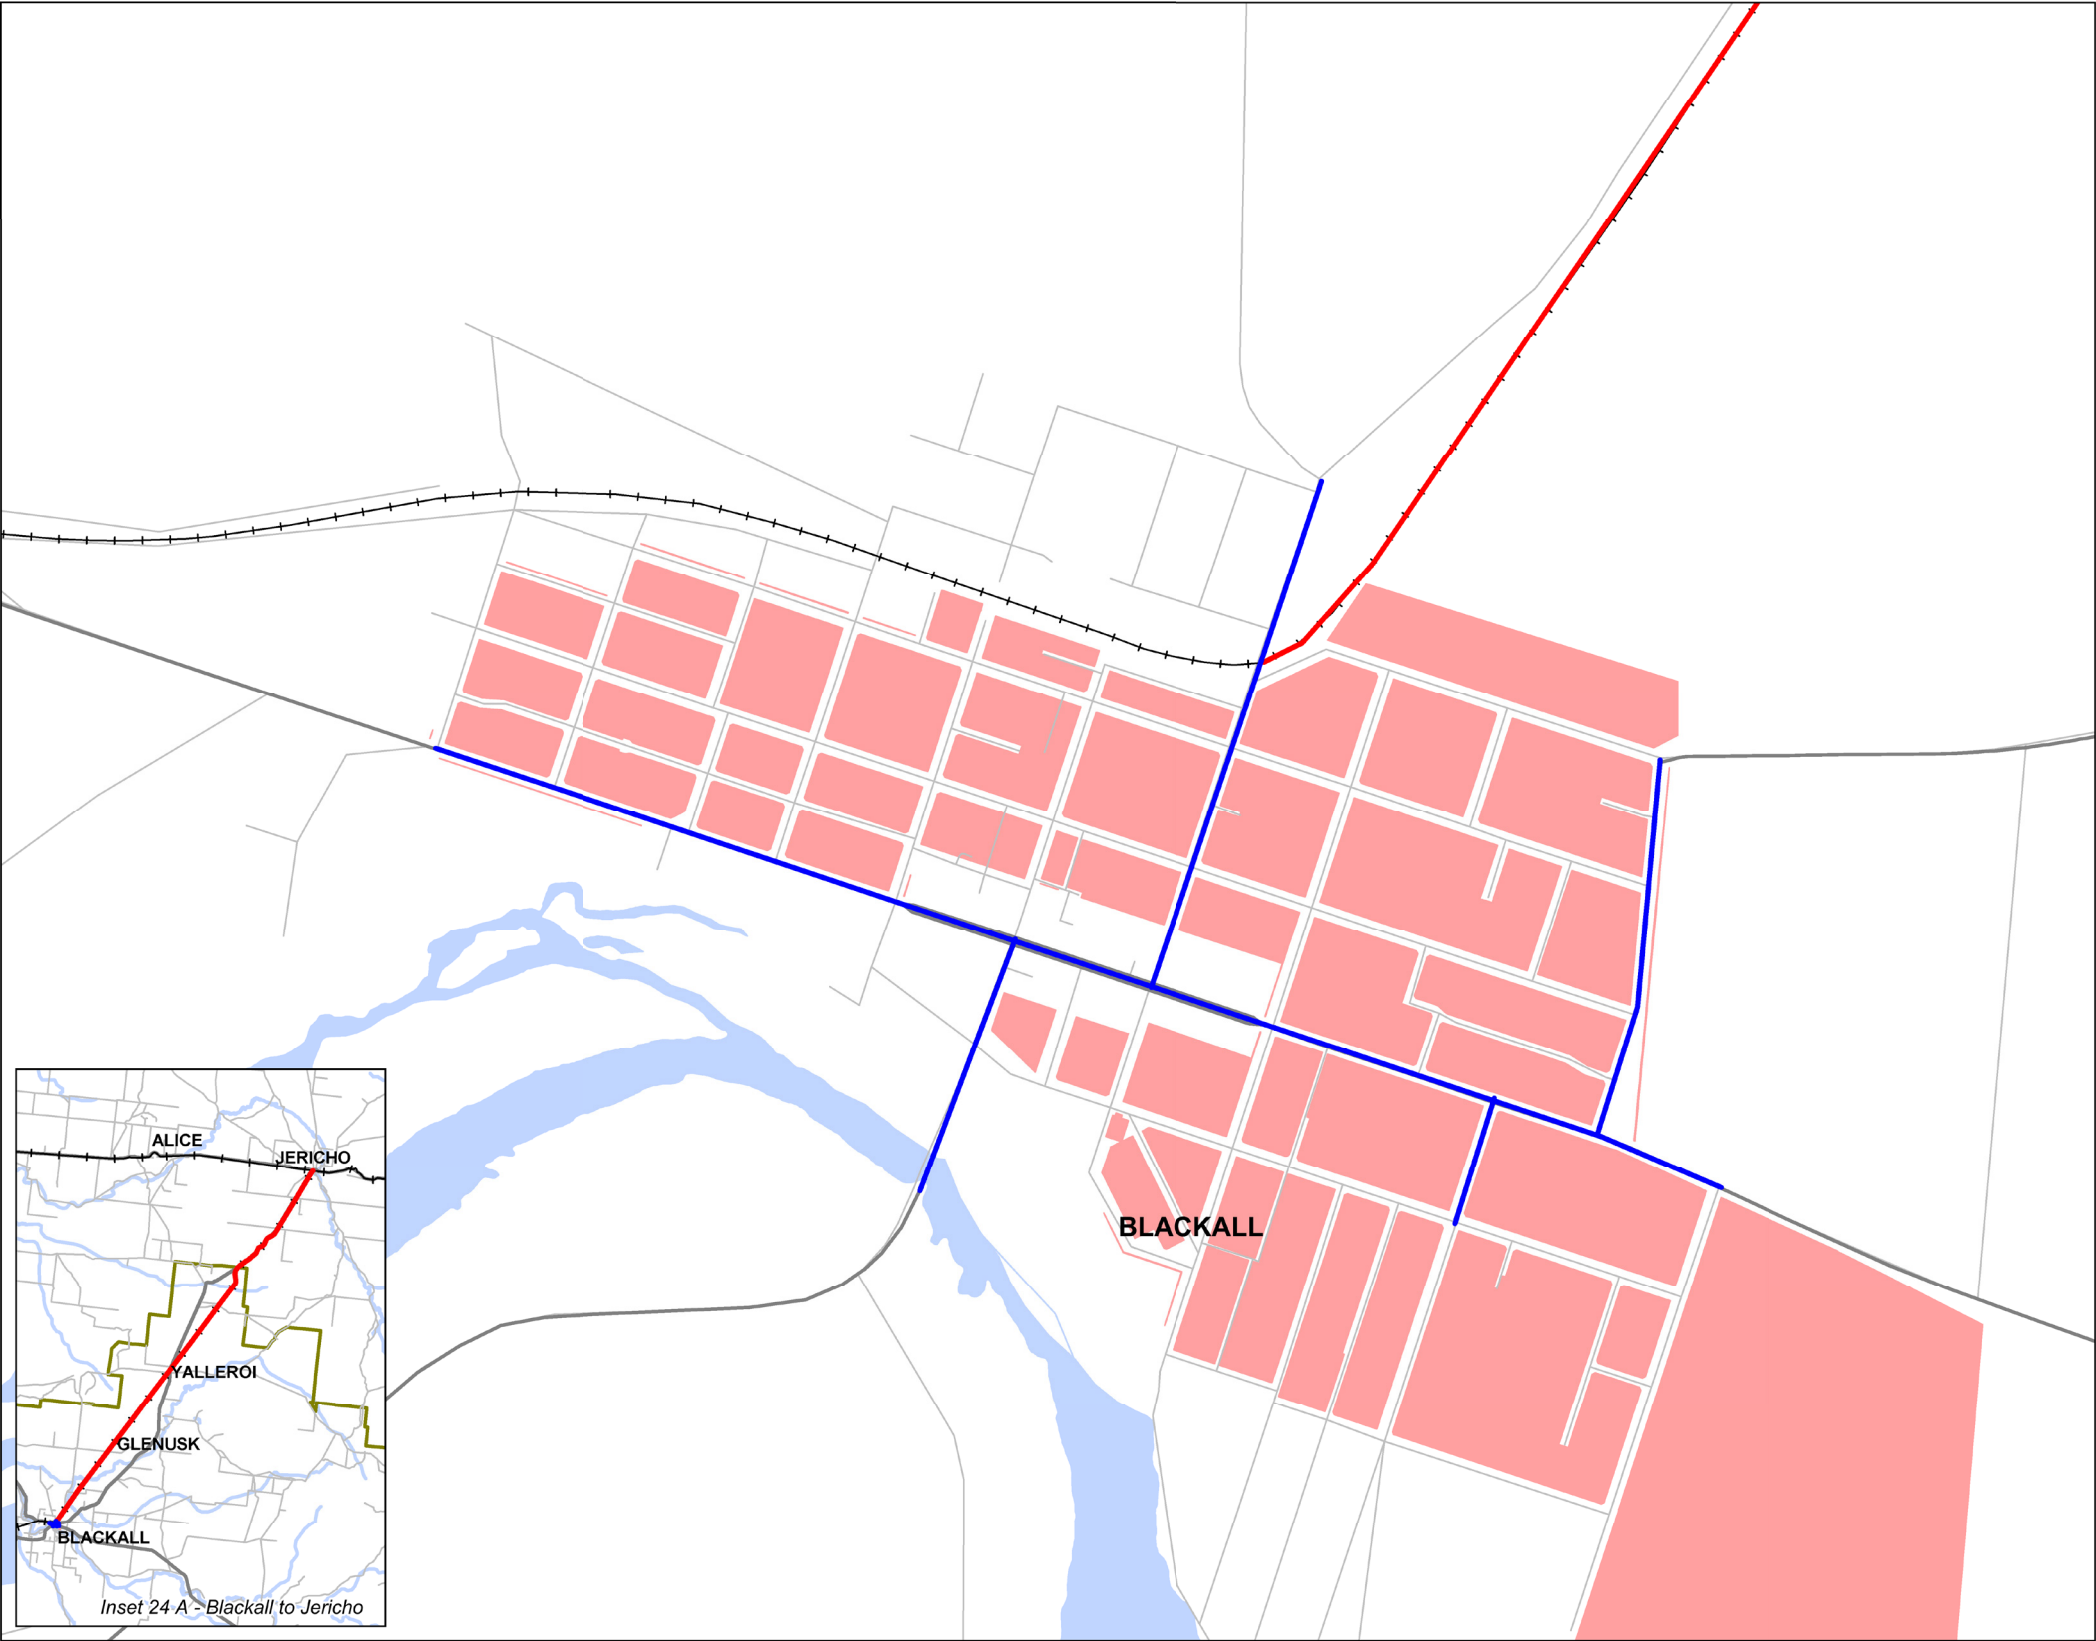 BLACKALL
ALICE
JERICHO
YALLEROI
GLENUSK
BLACKALL
Inset 24 A - Blackall to Jericho